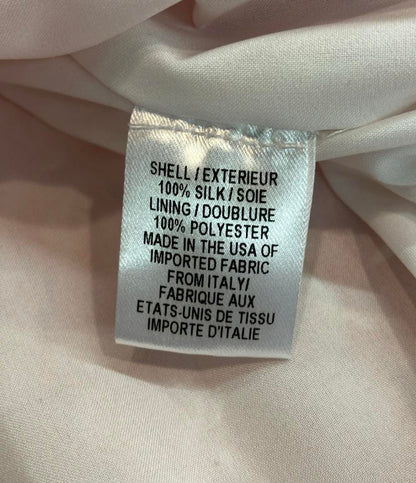 SHELL / EXTERIEUR
100% SILK / SOIE
LINING / DOUBLURE
100% POLYESTER
MADE IN THE USA OF
IMPORTED FABRIC
FROM ITALY/
FABRIQUE AUX
ETATS-UNIS DE TISSU
IMPORTE D'ITALIE